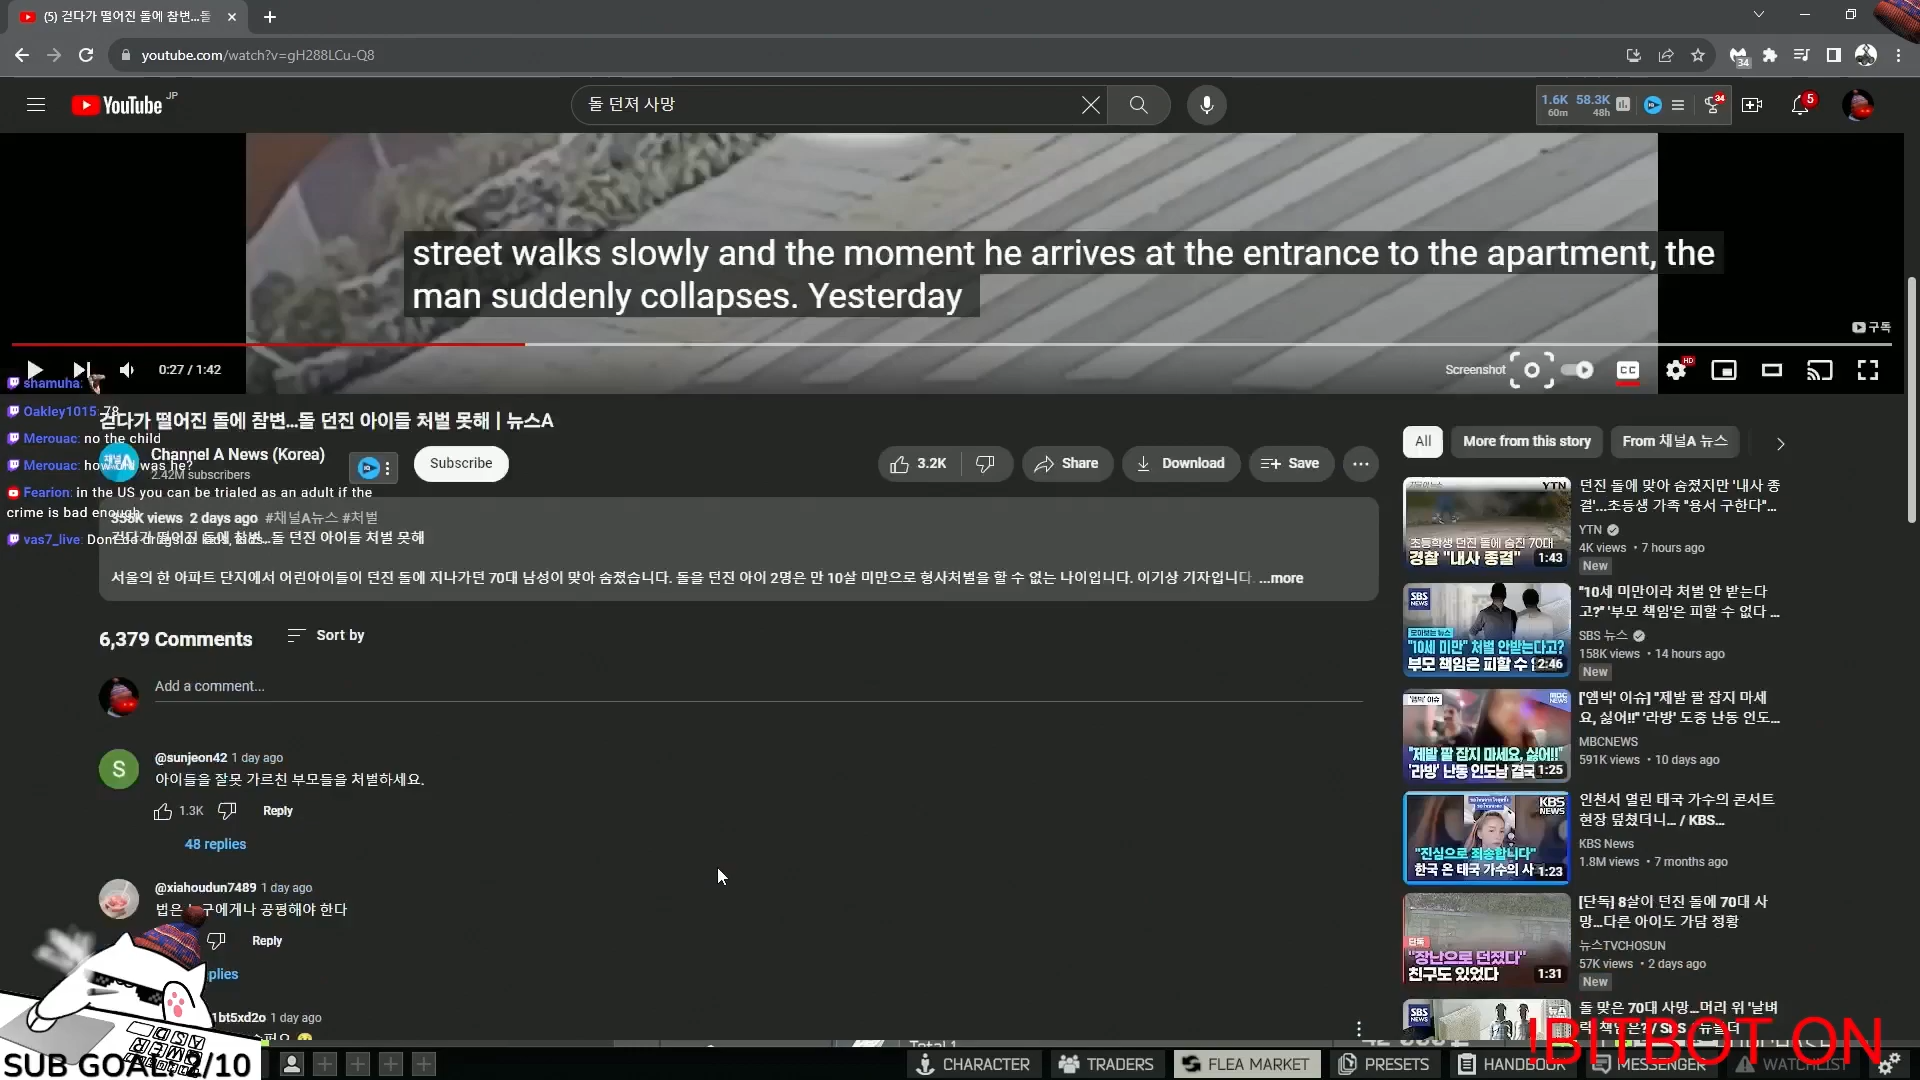 (5) 걷다가 떨어진 돌에 참변...돌
youtube.com/watch?v=gH288LCu-Q8
34
YouTube JP
돌 던져 사망
1.6K 58.3K
60m 48h
34
5
street walks slowly and the moment he arrives at the entrance to the apartment, the
man suddenly collapses. Yesterday
구독
0:27 / 1:42
Screenshot
CC
HD
shamuha:
Oakley1015: 78
걷다가 떨어진 돌에 참변...돌 던진 아이들 처벌 못해 | 뉴스A
Merouac: no the child
Channel A News (Korea)
2.42M subscribers
Subscribe
3.2K
Share
Download
Save
Merouac: how old was he?
Fearion: in the US you can be trialed as an adult if the
crime is bad enough
views 2 days ago #채널A뉴스 #처벌
vas7_live:
걷다가 떨어진 돌에 참변...돌 던진 아이들 처벌 못해
서울의 한 아파트 단지에서 어린아이들이 던진 돌에 지나가던 70대 남성이 맞아 숨졌습니다. 돌을 던진 아이 2명은 만 10살 미만으로 형사처벌을 할 수 없는 나이입니다. 이기상 기자입니다. ...more
6,379 Comments
Sort by
Add a comment...
S
@sunjeon42 1 day ago
아이들을 잘못 가르친 부모들을 처벌하세요.
1.3K
Reply
48 replies
@xiahoudun7489 1 day ago
법은 누구에게나 공평해야 한다
Reply
plies
1bt5xd2o 1 day ago
All
More from this story
From 채널A 뉴스
YTN
초등학생 던진 돌에 숨진 70대
경찰 "내사 종결"
1:43
던진 돌에 맞아 숨졌지만 '내사 종
결'...초등생 가족 "용서 구한다"...
YTN
4K views • 7 hours ago
New
SBS NEWS
모아보는 뉴스
"10세 미만" 처벌 안받는다고?
부모 책임은 피할 수
2:46
"10세 미만이라 처벌 안 받는다
고?" '부모 책임'은 피할 수 없다 ...
SBS 뉴스
158K views • 14 hours ago
New
'엠빅' 이슈
MBC NEWS
"제발 팔 잡지 마세요, 싫어!!"
'라방' 난동 인도남 결국
1:25
['엠빅' 이슈] "제발 팔 잡지 마세
요, 싫어!!" '라방' 도중 난동 인도...
MBCNEWS
591K views • 10 days ago
KBS NEWS
"진심으로 죄송합니다"
한국 온 태국 가수의 사
1:23
인천서 열린 태국 가수의 콘서트
현장 덮쳤더니... / KBS...
KBS News
1.8M views • 7 months ago
단독
"장난으로 던졌다"
친구도 있었다
1:31
[단독] 8살이 던진 돌에 70대 사
망...다른 아이도 가담 정황
뉴스TVCHOSUN
57K views • 2 days ago
New
SBS NEWS
돌 맞은 70대 사망...머리 위 '날벼
!BITBOT ON
SUB GOAL: 2/10
CHARACTER
TRADERS
FLEA MARKET
PRESETS
HANDBOOK
MESSENGER
WATCHLIST